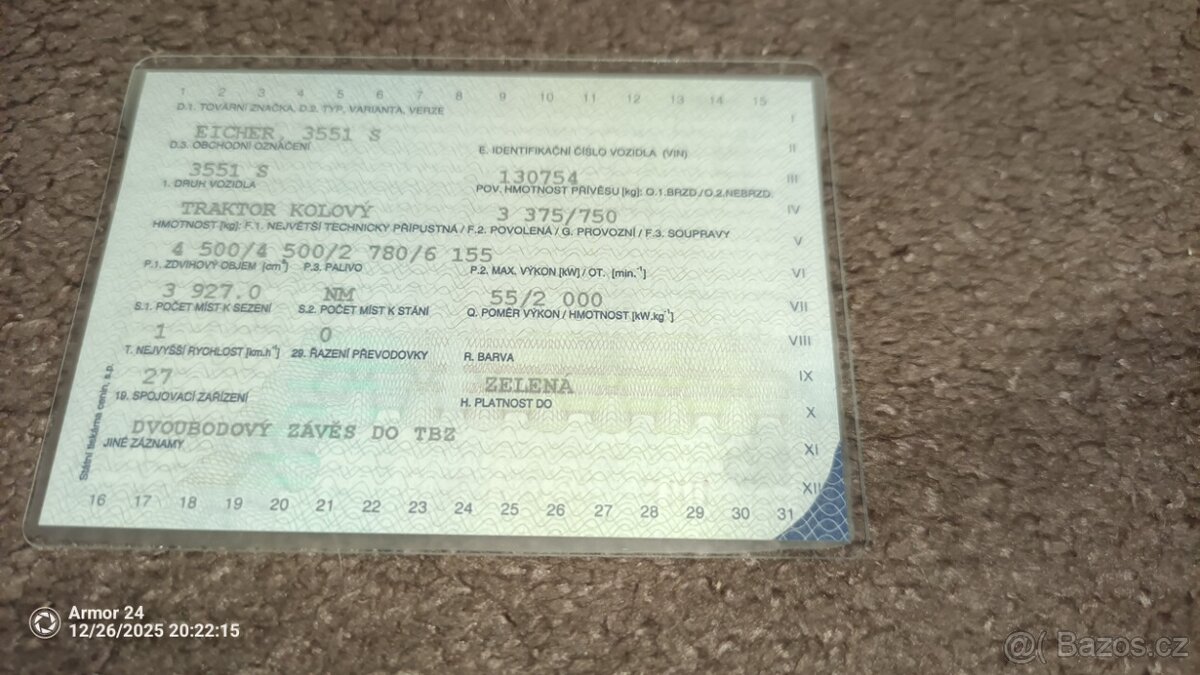 1 2 3 4 5 6 7 8 9 10 11 12 13 14 15
D.1. TOVÁRNÍ ZNAČKA, D.2. TYP, VARIANTA, VERZE
I
EICHER, 3551 S
D.3. OBCHODNÍ OZNAČENÍ
E. IDENTIFIKAČNÍ ČÍSLO VOZIDLA (VIN)
II
3551 S
130754
III
1. DRUH VOZIDLA
POV. HMOTNOST PŘÍVĚSU [kg]: O.1.BRZD./O.2.NEBRZD.
TRAKTOR KOLOVÝ
3 375/750
IV
HMOTNOST [kg]: F.1. NEJVĚTŠÍ TECHNICKY PŘÍPUSTNÁ / F.2. POVOLENÁ / G. PROVOZNÍ / F.3. SOUPRAVY
V
4 500/4 500/2 780/6 155
P.1. ZDVIHOVÝ OBJEM [cm³]
P.3. PALIVO
P.2. MAX. VÝKON [kW] / OT. [min.⁻¹]
VI
3 927.0
NM
55/2 000
VII
S.1. POČET MÍST K SEZENÍ
S.2. POČET MÍST K STÁNÍ
Q. POMĚR VÝKON / HMOTNOST [kW.kg⁻¹]
1
0
VIII
T. NEJVYŠŠÍ RYCHLOST [km.h⁻¹]
29. ŘAZENÍ PŘEVODOVKY
R. BARVA
27
ZELENÁ
IX
19. SPOJOVACÍ ZAŘÍZENÍ
H. PLATNOST DO
X
DVOUBODOVÝ ZÁVĚS DO TBZ
JINÉ ZÁZNAMY
XI
XII
Státní tiskárna cenin, s.p.
16 17 18 19 20 21 22 23 24 25 26 27 28 29 30 31
Armor 24
12/26/2025 20:22:15
@( Bazos.cz